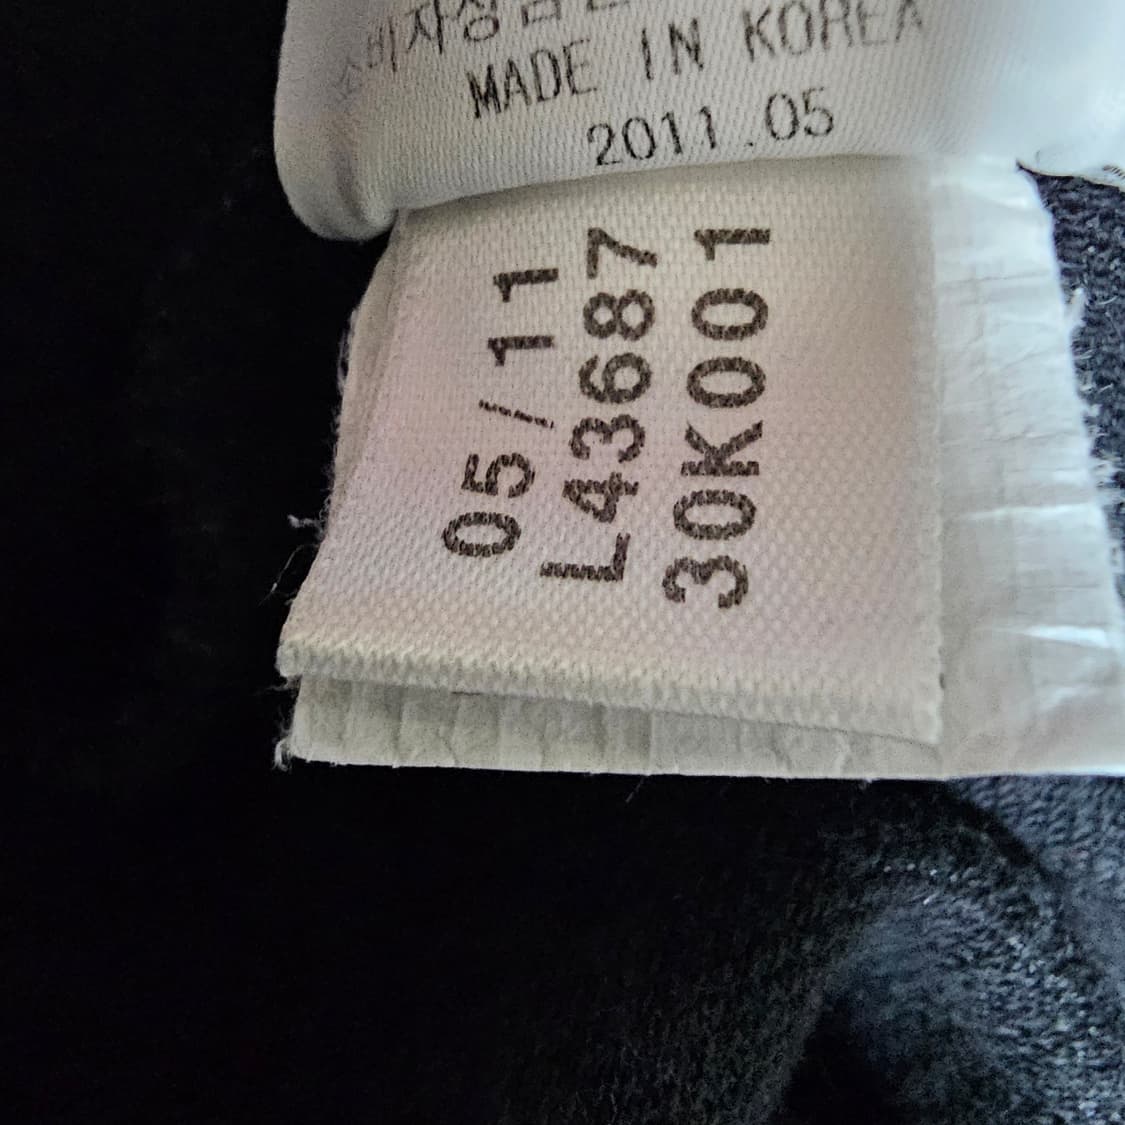 MADE IN KOREA
2011.05
05/11
L43687
30K001